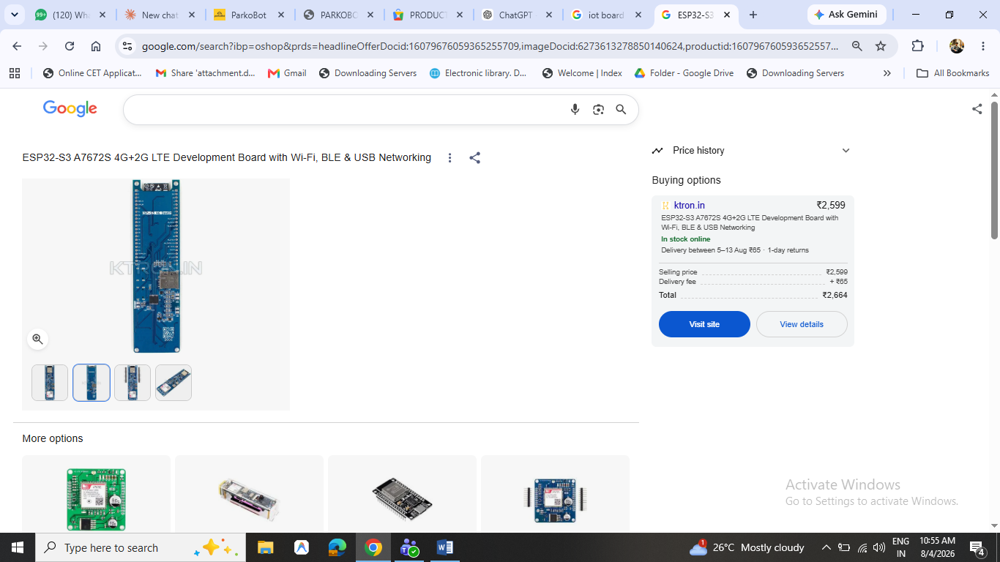 99+
(120) Wha
New chat
ParkoBot
PARKOBO
PRODUCT
ChatGPT
iot board
ESP32-S3
Ask Gemini
google.com/search?ibp=oshop&prds=headlineOfferDocid:16079676059365255709,imageDocid:6273613278850140624,productid:160796760593652557...
Online CET Applicat...
Share 'attachment.d...
Gmail
Downloading Servers
Electronic library. D...
Welcome | Index
Folder - Google Drive
Downloading Servers
All Bookmarks
Google
ESP32-S3 A7672S 4G+2G LTE Development Board with Wi-Fi, BLE & USB Networking
KTRON.IN
More options
Price history
Buying options
ktron.in
₹2,599
ESP32-S3 A7672S 4G+2G LTE Development Board with
Wi-Fi, BLE & USB Networking
In stock online
Delivery between 5–13 Aug ₹65 · 1-day returns
Selling price ₹2,599
Delivery fee + ₹65
Total ₹2,664
Visit site
View details
Activate Windows
Go to Settings to activate Windows.
Type here to search
1
26°C Mostly cloudy
ENG
IN
10:55 AM
8/4/2026
4